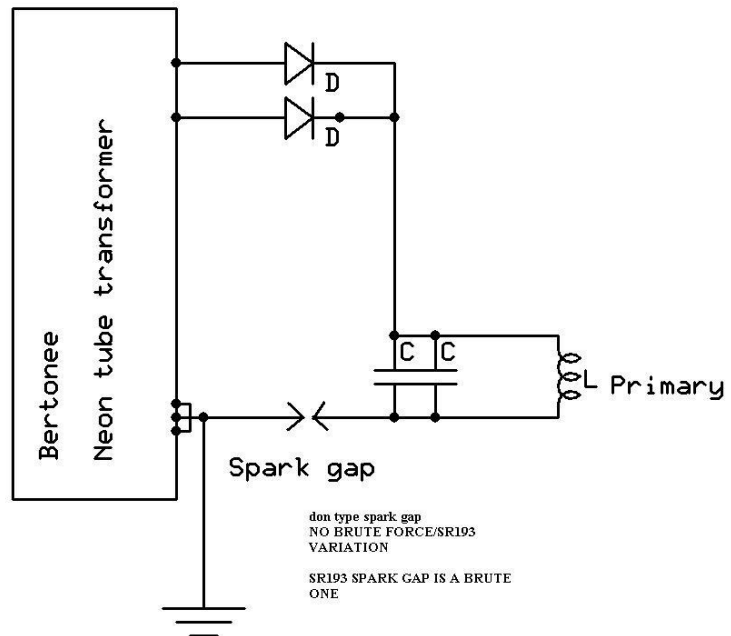 D
D
Bertonee
Neon tube transformer
C C
L Primary
Spark gap
don type spark gap
NO BRUTE FORCE/SR193
VARIATION
SR193 SPARK GAP IS A BRUTE
ONE